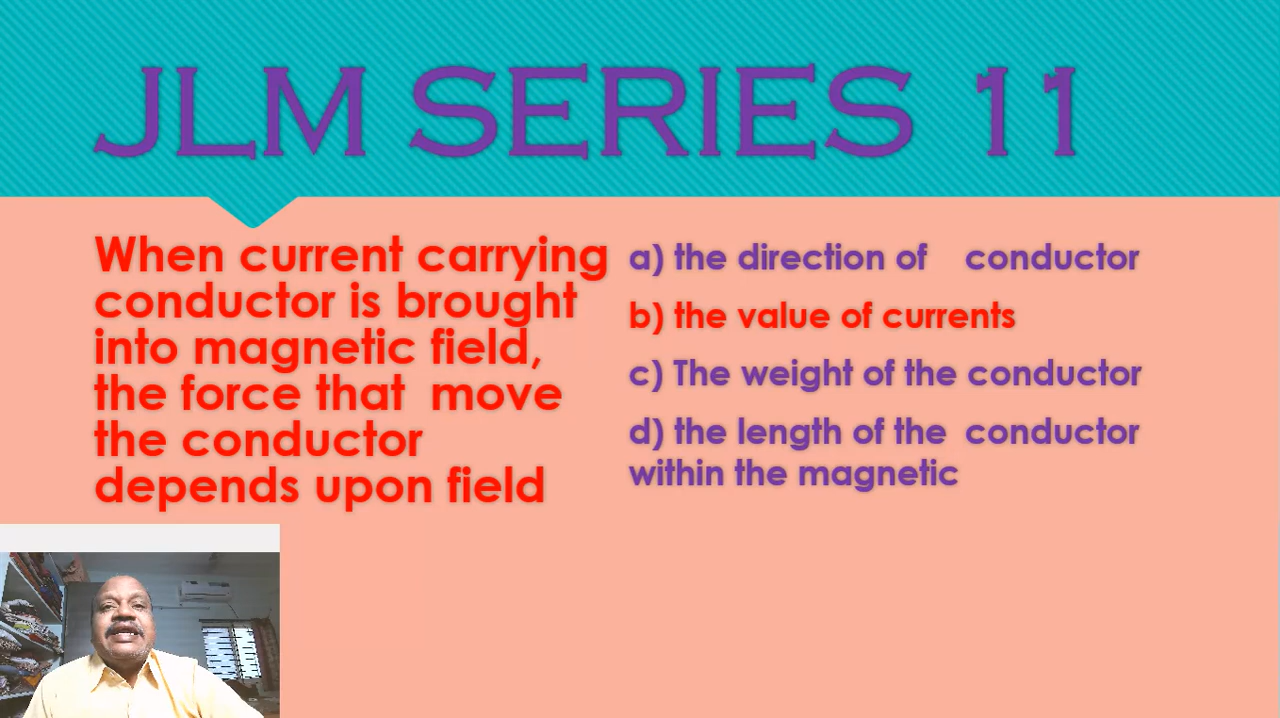 JLM SERIES 11
When current carrying
conductor is brought
into magnetic field,
the force that move
the conductor
depends upon field
a) the direction of conductor
b) the value of currents
c) The weight of the conductor
d) the length of the conductor
within the magnetic